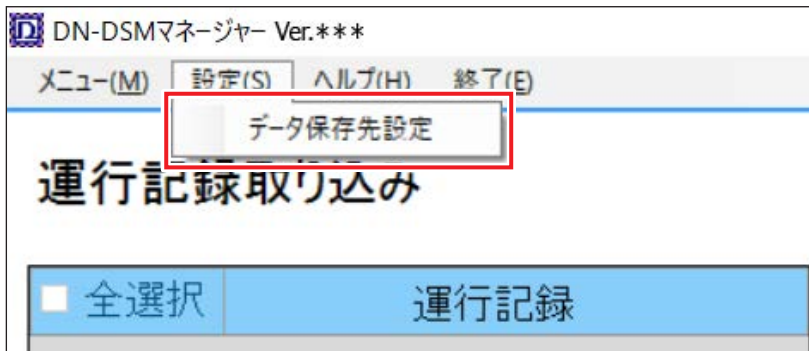 DN-DSMマネージャー Ver.***
メニュー(M) 設定(S) ヘルプ(H) 終了(E)
データ保存先設定
運行記録取り込み
全選択 運行記録